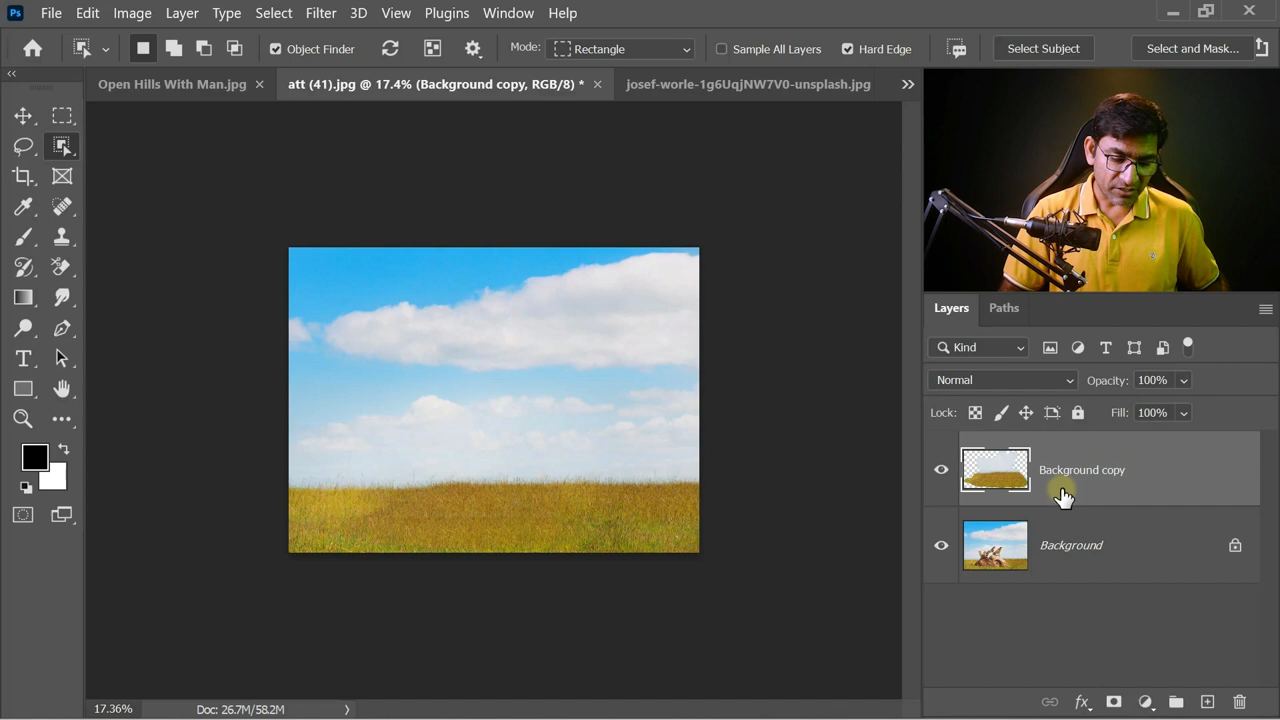 Ps File Edit Image Layer Type Select Filter 3D View Plugins Window Help
Object Finder Mode: Rectangle Sample All Layers Hard Edge Select Subject Select and Mask...
Open Hills With Man.jpg × att (41).jpg @ 17.4% (Background copy, RGB/8) * × josef-worle-1g6UqjNW7V0-unsplash.jpg »
Layers Paths
Kind
Normal Opacity: 100%
Lock: Fill: 100%
Background copy
Background
17.36% Doc: 26.7M/58.2M